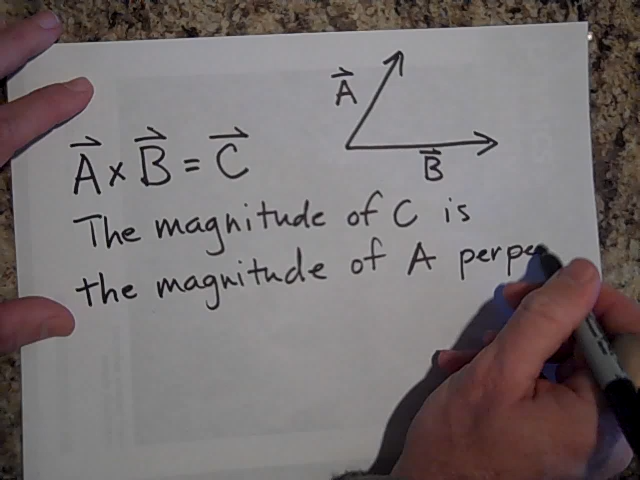 A⃗
B⃗
A⃗ x B⃗ = C⃗
The magnitude of C is
the magnitude of A perpe